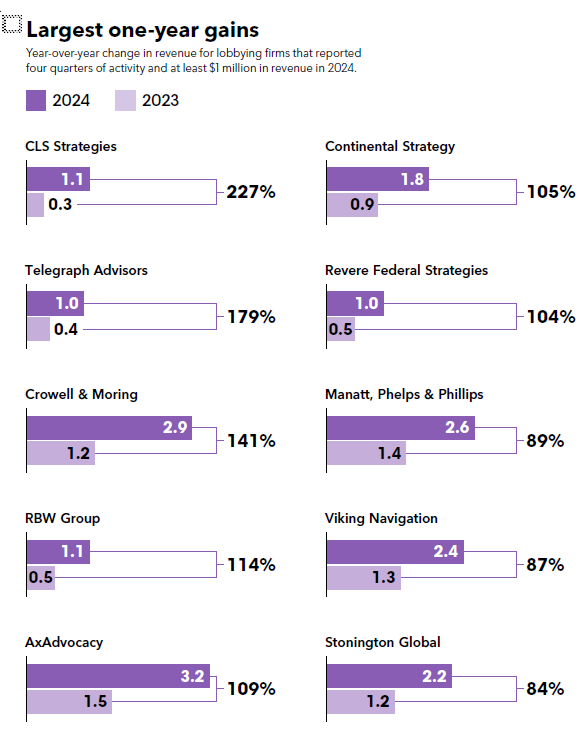 Largest one-year gains
Year-over-year change in revenue for lobbying firms that reported
four quarters of activity and at least $1 million in revenue in 2024.
2024 2023
CLS Strategies
1.1
0.3
227%
Telegraph Advisors
1.0
0.4
179%
Crowell & Moring
2.9
1.2
141%
RBW Group
1.1
0.5
114%
AxAdvocacy
3.2
1.5
109%
Continental Strategy
1.8
0.9
105%
Revere Federal Strategies
1.0
0.5
104%
Manatt, Phelps & Phillips
2.6
1.4
89%
Viking Navigation
2.4
1.3
87%
Stonington Global
2.2
1.2
84%